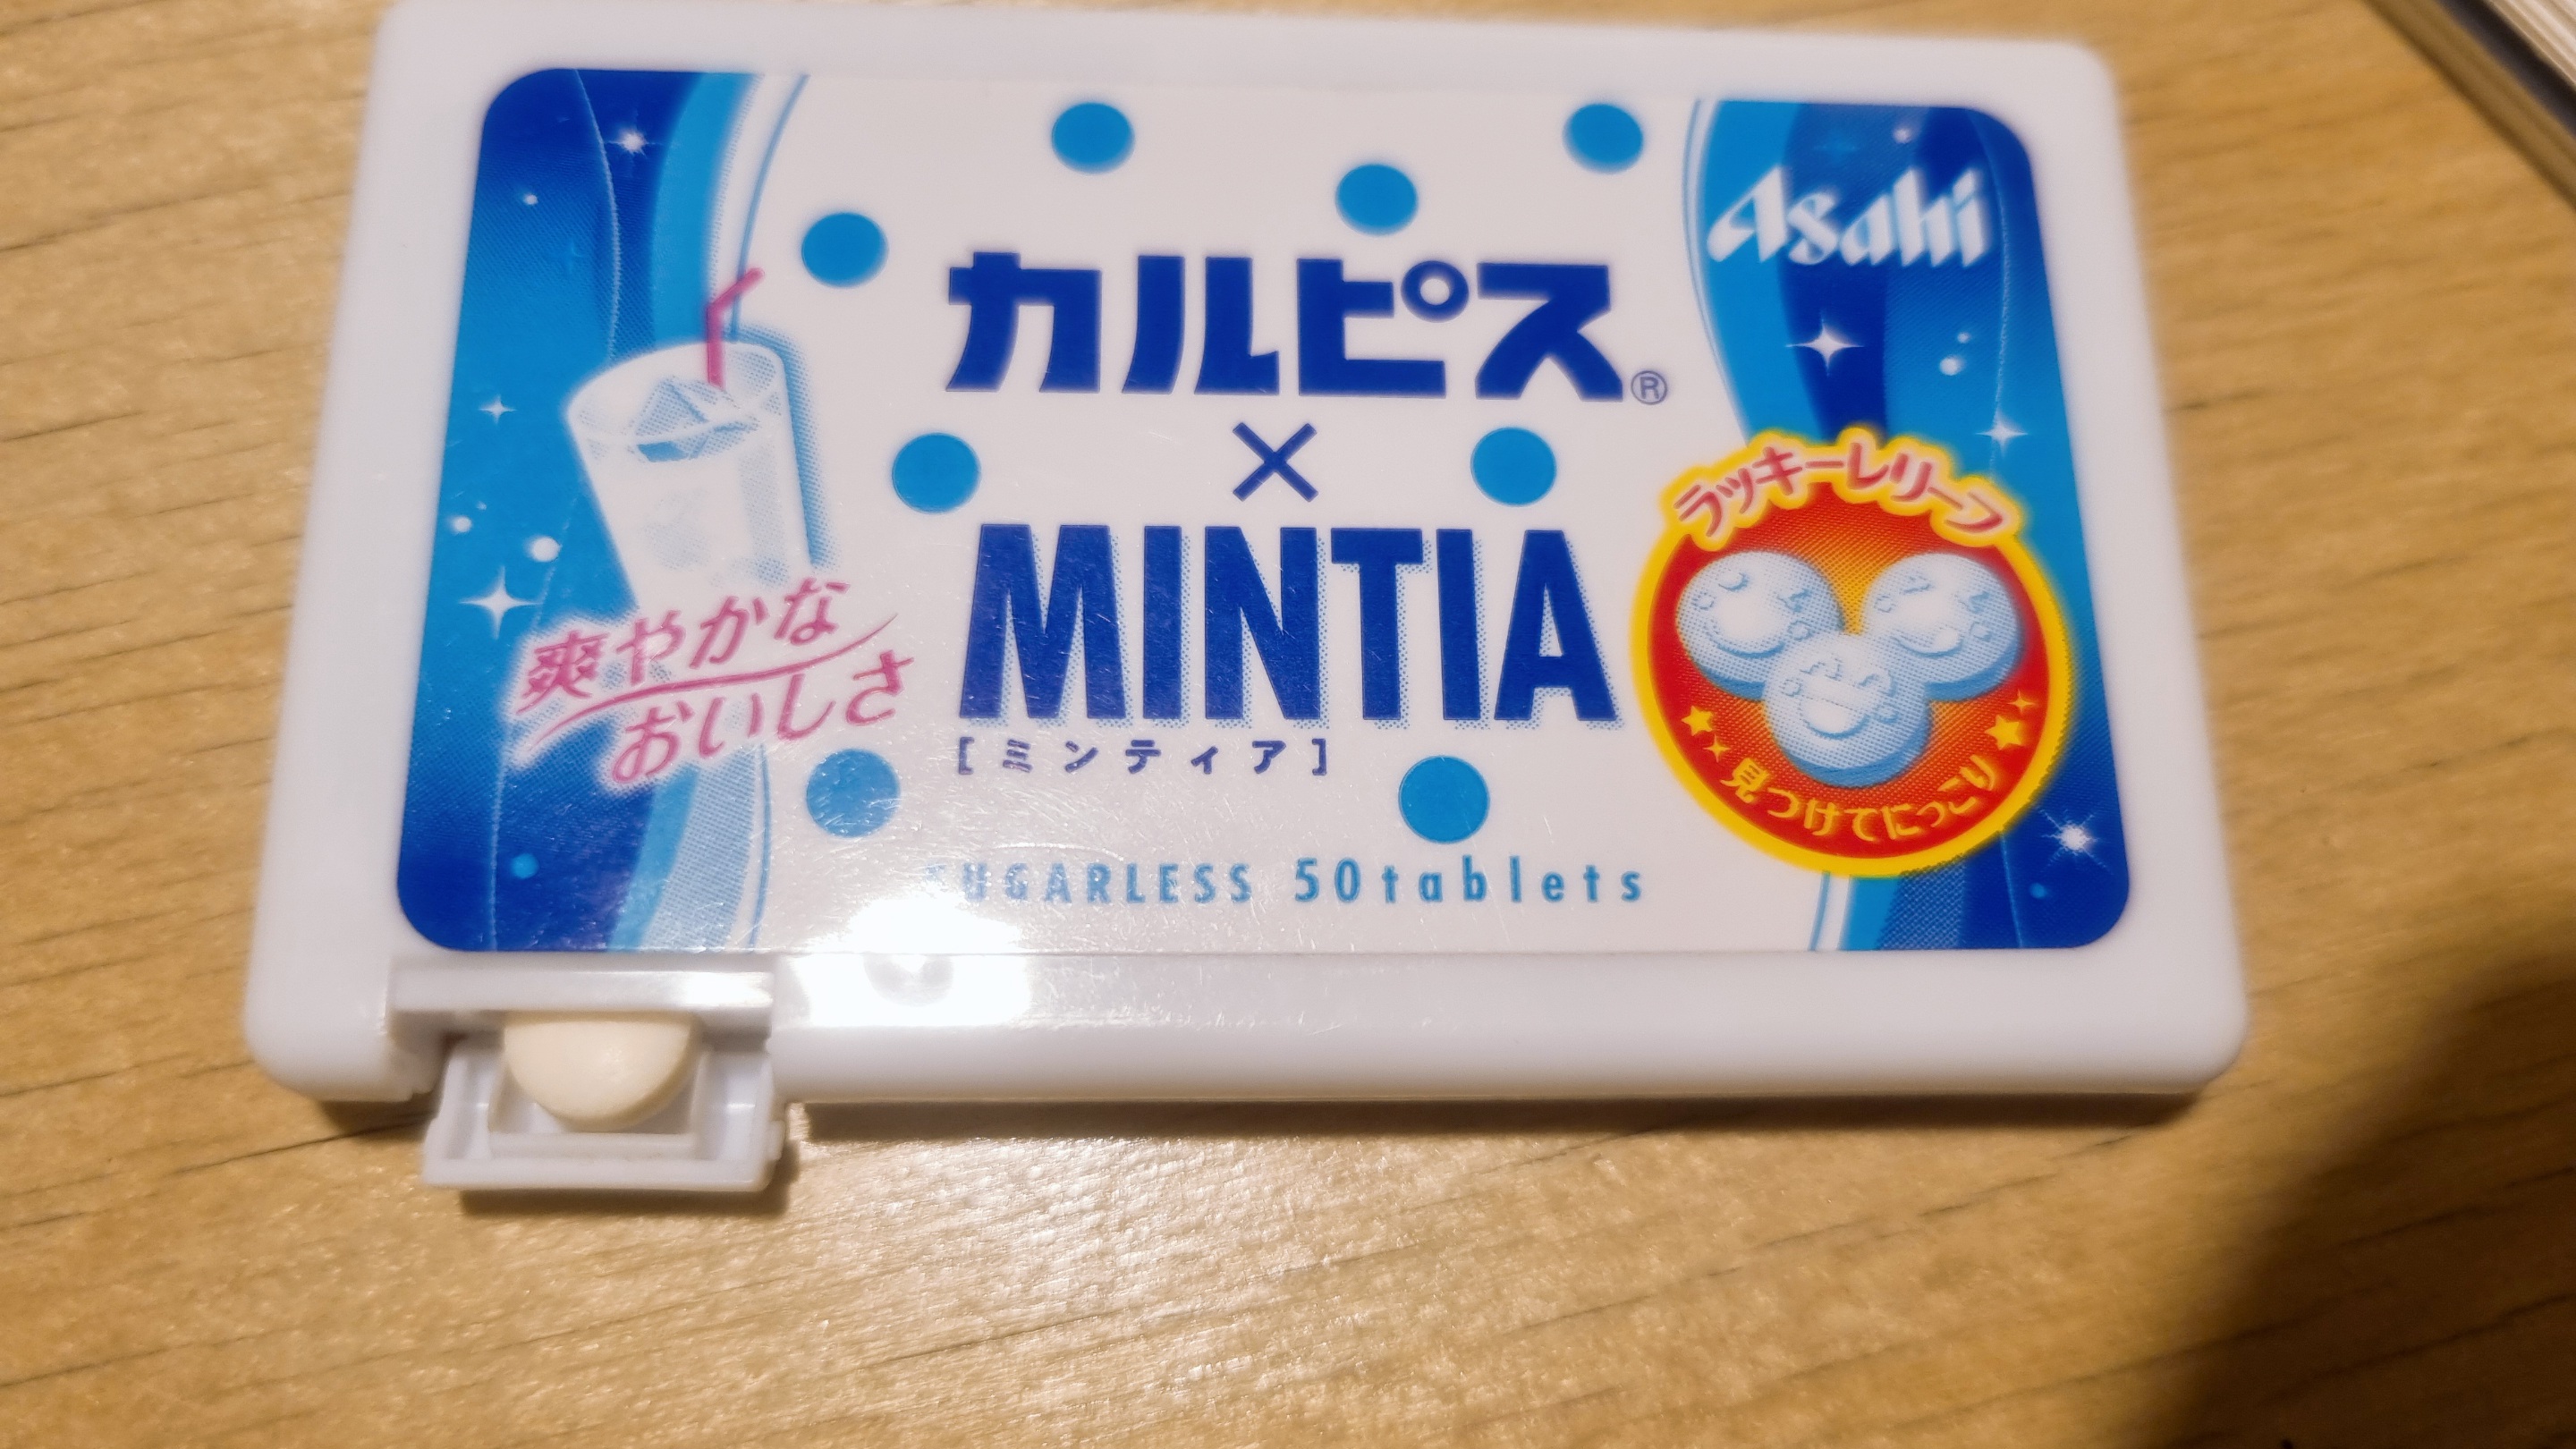 Asahi
カルピス®
×
MINTIA
[ミンティア]
爽やかな
おいしさ
ラッキーレリーフ
見つけてにっこり
SUGARLESS 50tablets